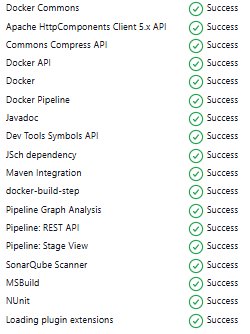 Docker Commons Success
Apache HttpComponents Client 5.x API Success
Commons Compress API Success
Docker API Success
Docker Success
Docker Pipeline Success
Javadoc Success
Dev Tools Symbols API Success
JSch dependency Success
Maven Integration Success
docker-build-step Success
Pipeline Graph Analysis Success
Pipeline: REST API Success
Pipeline: Stage View Success
SonarQube Scanner Success
MSBuild Success
NUnit Success
Loading plugin extensions Success